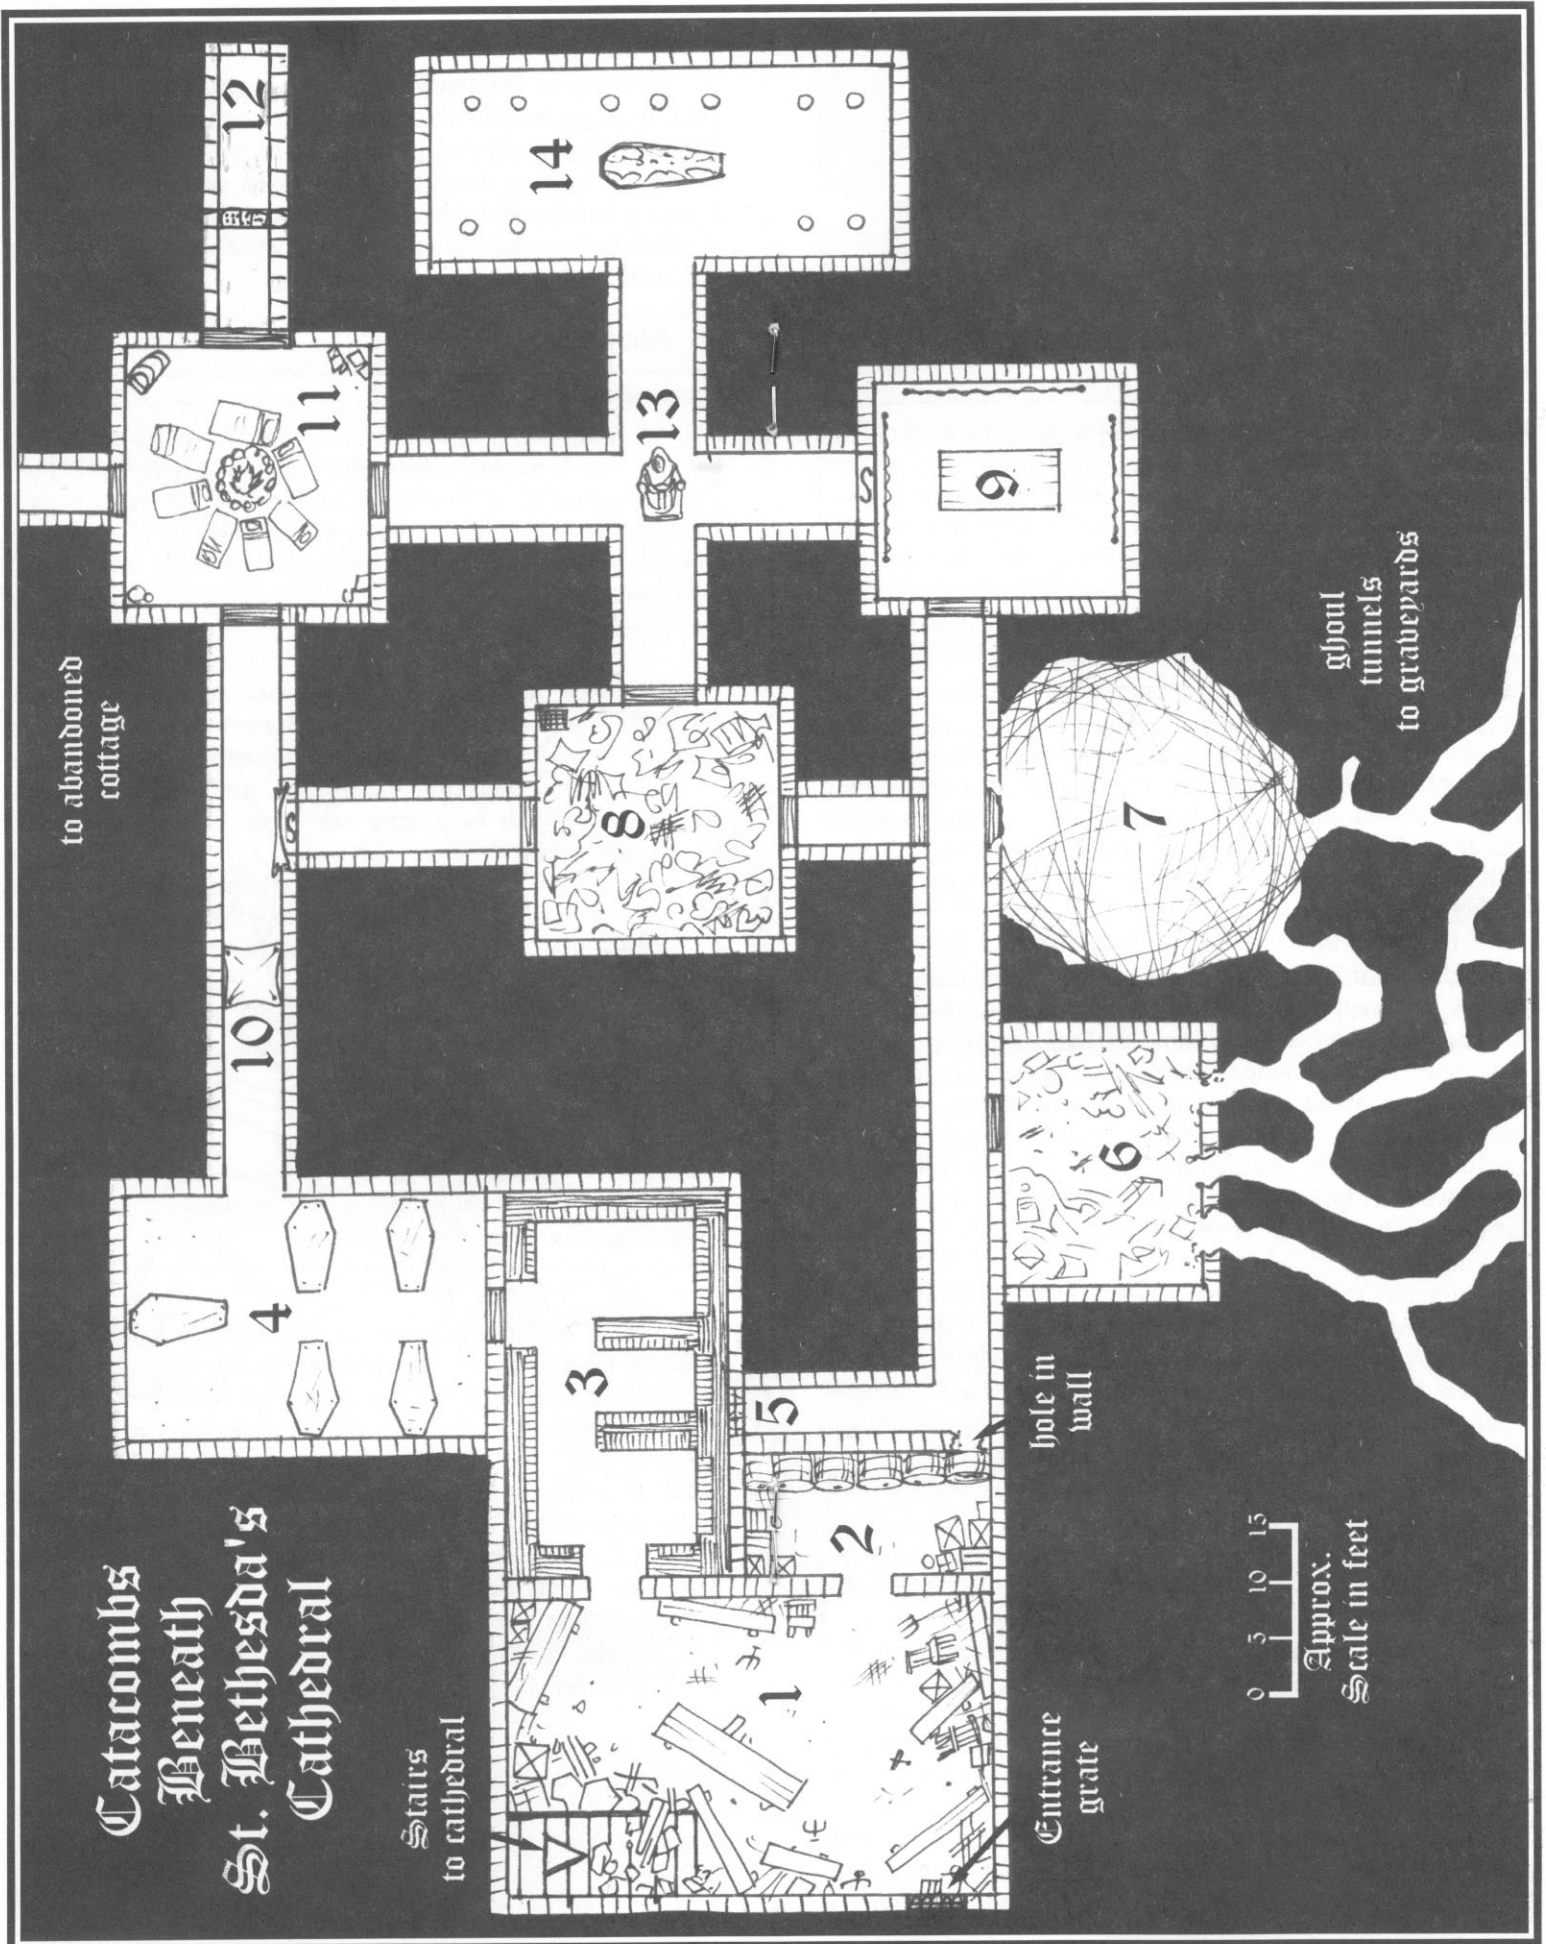 Catacombs
Beneath
St. Bethesda's
Cathedral
to abandoned
cottage
Stairs
to cathedral
Entrance
grate
hole in
wall
ghoul
tunnels
to graveyards
0 5 10 15
Approx.
Scale in feet
1
2
3
4
5
6
7
8
9
10
11
12
13
14
S
S